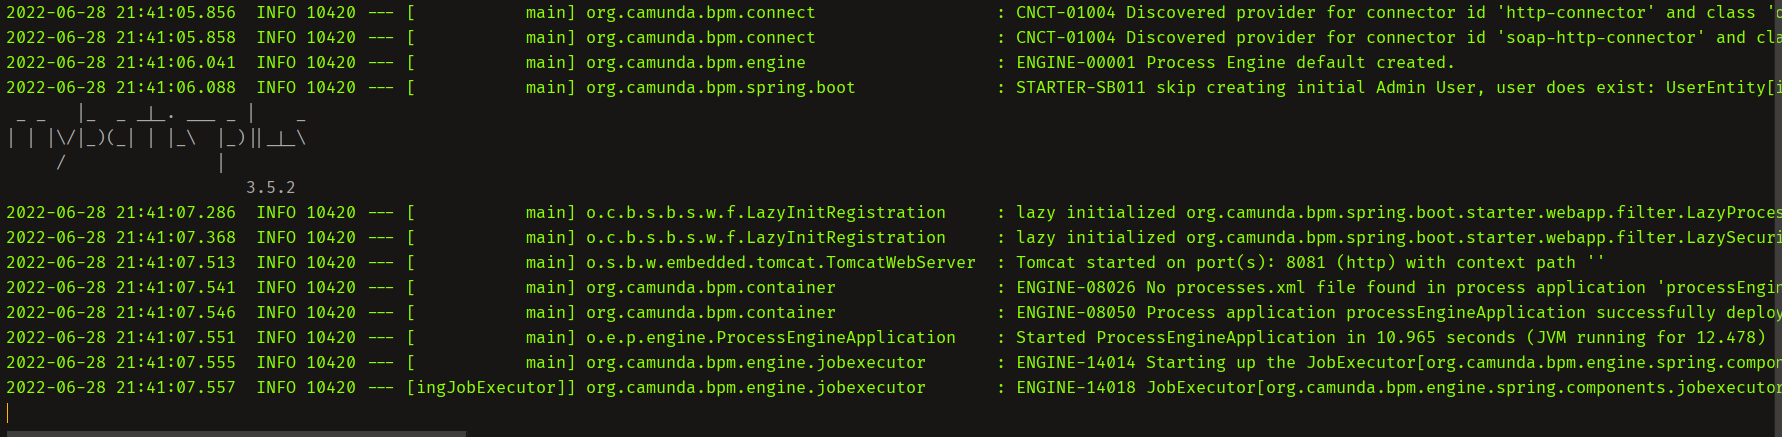 2022-06-28 21:41:05.856  INFO 10420 --- [           main] org.camunda.bpm.connect                  : CNCT-01004 Discovered provider for connector id 'http-connector' and class '
2022-06-28 21:41:05.858  INFO 10420 --- [           main] org.camunda.bpm.connect                  : CNCT-01004 Discovered provider for connector id 'soap-http-connector' and cla
2022-06-28 21:41:06.041  INFO 10420 --- [           main] org.camunda.bpm.engine                   : ENGINE-00001 Process Engine default created.
2022-06-28 21:41:06.088  INFO 10420 --- [           main] org.camunda.bpm.spring.boot              : STARTER-SB011 skip creating initial Admin User, user does exist: UserEntity[i
 _ _   |_  _ _|_. ___ _ |    _
| | |\/|_)(_| | |_\  |_)||_|_\
     /               |
                        3.5.2
2022-06-28 21:41:07.286  INFO 10420 --- [           main] o.c.b.s.b.s.w.f.LazyInitRegistration     : lazy initialized org.camunda.bpm.spring.boot.starter.webapp.filter.LazyProces
2022-06-28 21:41:07.368  INFO 10420 --- [           main] o.c.b.s.b.s.w.f.LazyInitRegistration     : lazy initialized org.camunda.bpm.spring.boot.starter.webapp.filter.LazySecuri
2022-06-28 21:41:07.513  INFO 10420 --- [           main] o.s.b.w.embedded.tomcat.TomcatWebServer  : Tomcat started on port(s): 8081 (http) with context path ''
2022-06-28 21:41:07.541  INFO 10420 --- [           main] org.camunda.bpm.container                : ENGINE-08026 No processes.xml file found in process application 'processEngin
2022-06-28 21:41:07.546  INFO 10420 --- [           main] org.camunda.bpm.container                : ENGINE-08050 Process application processEngineApplication successfully deploy
2022-06-28 21:41:07.551  INFO 10420 --- [           main] o.e.p.engine.ProcessEngineApplication    : Started ProcessEngineApplication in 10.965 seconds (JVM running for 12.478)
2022-06-28 21:41:07.555  INFO 10420 --- [           main] org.camunda.bpm.engine.jobexecutor       : ENGINE-14014 Starting up the JobExecutor[org.camunda.bpm.engine.spring.compon
2022-06-28 21:41:07.557  INFO 10420 --- [ingJobExecutor]] org.camunda.bpm.engine.jobexecutor       : ENGINE-14018 JobExecutor[org.camunda.bpm.engine.spring.components.jobexecutor